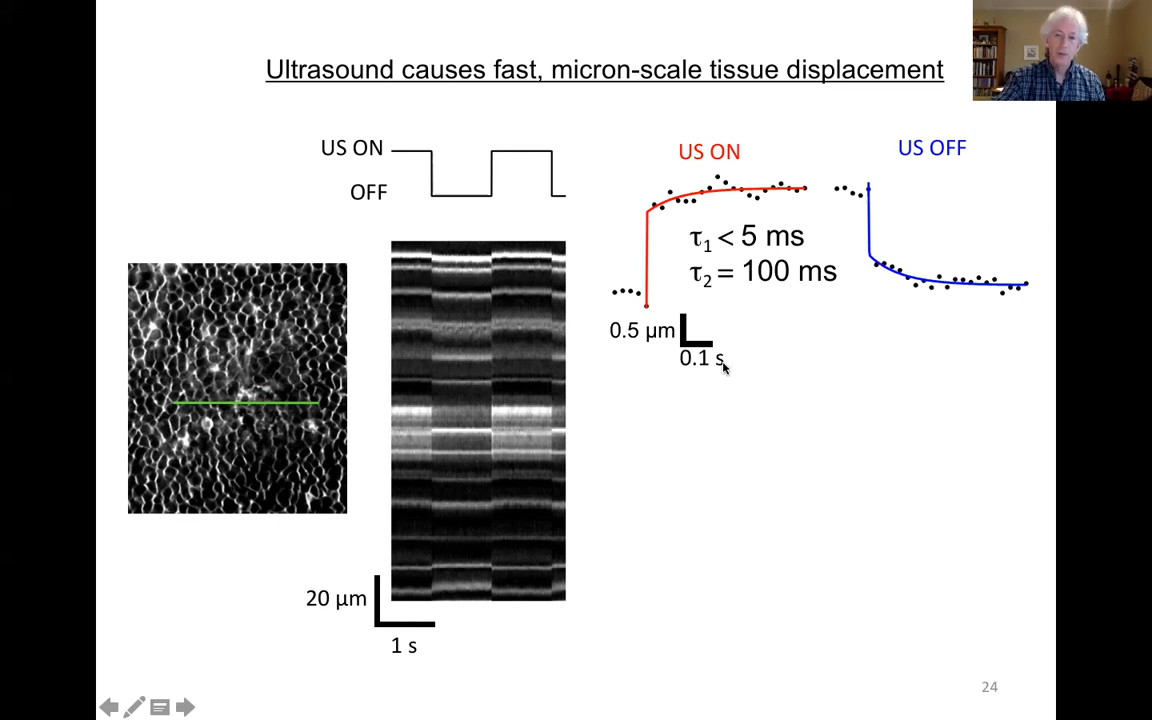 Ultrasound causes fast, micron-scale tissue displacement
US ON
OFF
US ON
US OFF
τ1 < 5 ms
τ2 = 100 ms
0.5 µm
0.1 s
20 µm
1 s
24